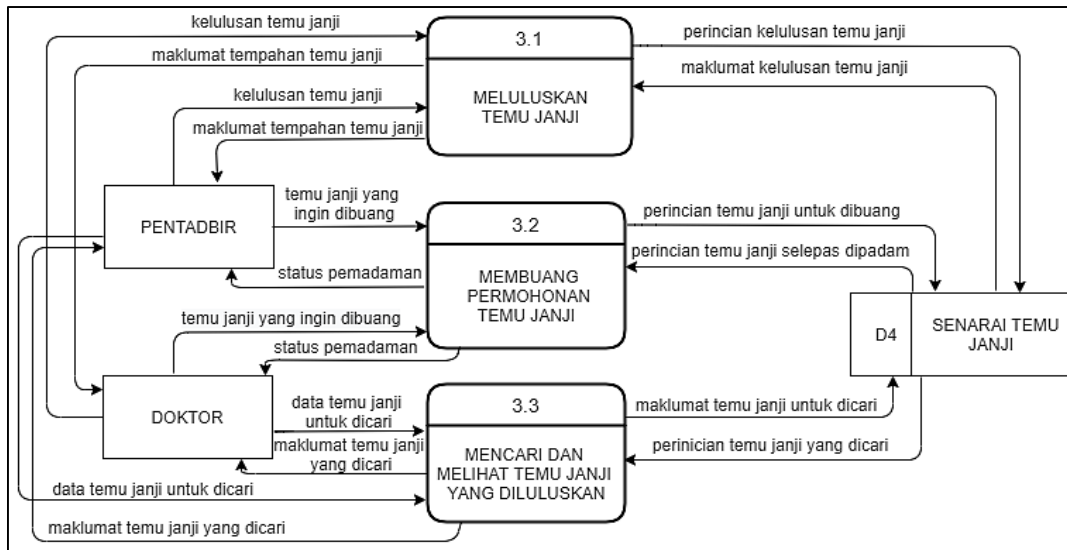 kelulusan temu janji
maklumat tempahan temu janji
kelulusan temu janji
maklumat tempahan temu janji
3.1
MELULUSKAN
TEMU JANJI
perincian kelulusan temu janji
maklumat kelulusan temu janji
PENTADBIR
temu janji yang
ingin dibuang
status pemadaman
3.2
MEMBUANG
PERMOHONAN
TEMU JANJI
perincian temu janji untuk dibuang
perincian temu janji selepas dipadam
temu janji yang ingin dibuang
status pemadaman
D4
SENARAI TEMU
JANJI
DOKTOR
data temu janji
untuk dicari
maklumat temu janji
yang dicari
3.3
MENCARI DAN
MELIHAT TEMU JANJI
YANG DILULUSKAN
maklumat temu janji untuk dicari
perinician temu janji yang dicari
data temu janji untuk dicari
maklumat temu janji yang dicari